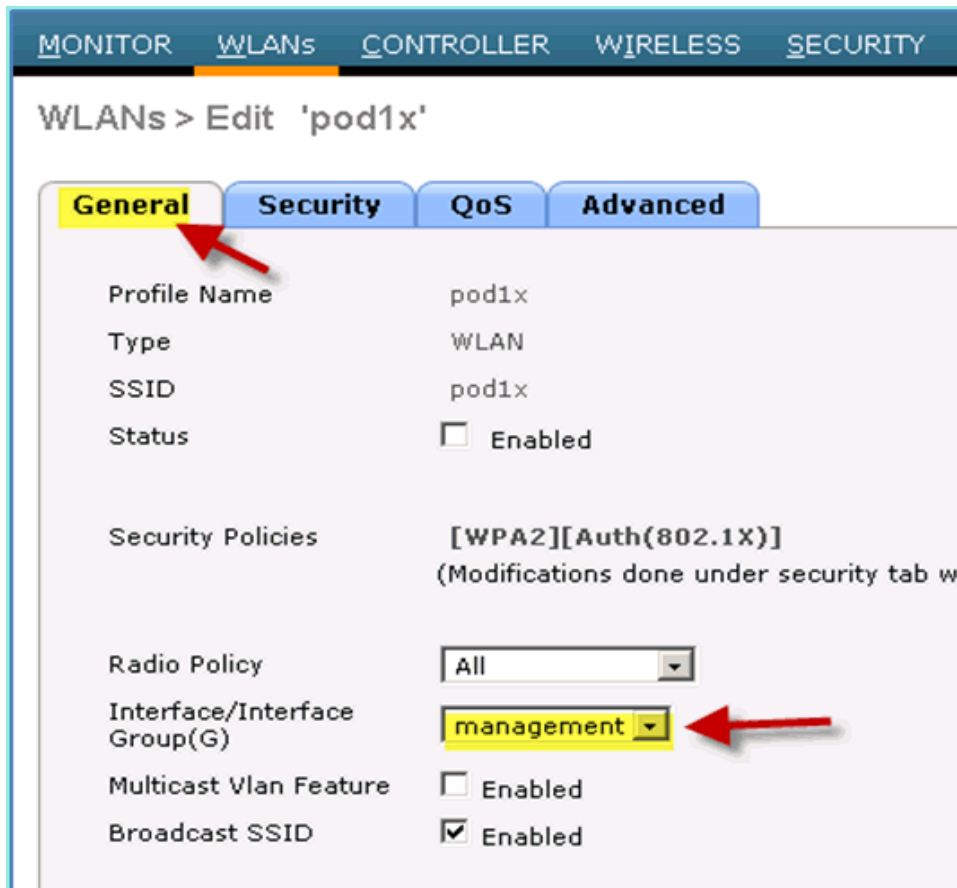 MONITOR WLANs CONTROLLER WIRELESS SECURITY
WLANs > Edit 'pod1x'
General Security QoS Advanced
Profile Name pod1x
Type WLAN
SSID pod1x
Status Enabled
Security Policies [WPA2][Auth(802.1X)]
(Modifications done under security tab w
Radio Policy All
Interface/Interface
Group(G) management
Multicast Vlan Feature Enabled
Broadcast SSID Enabled